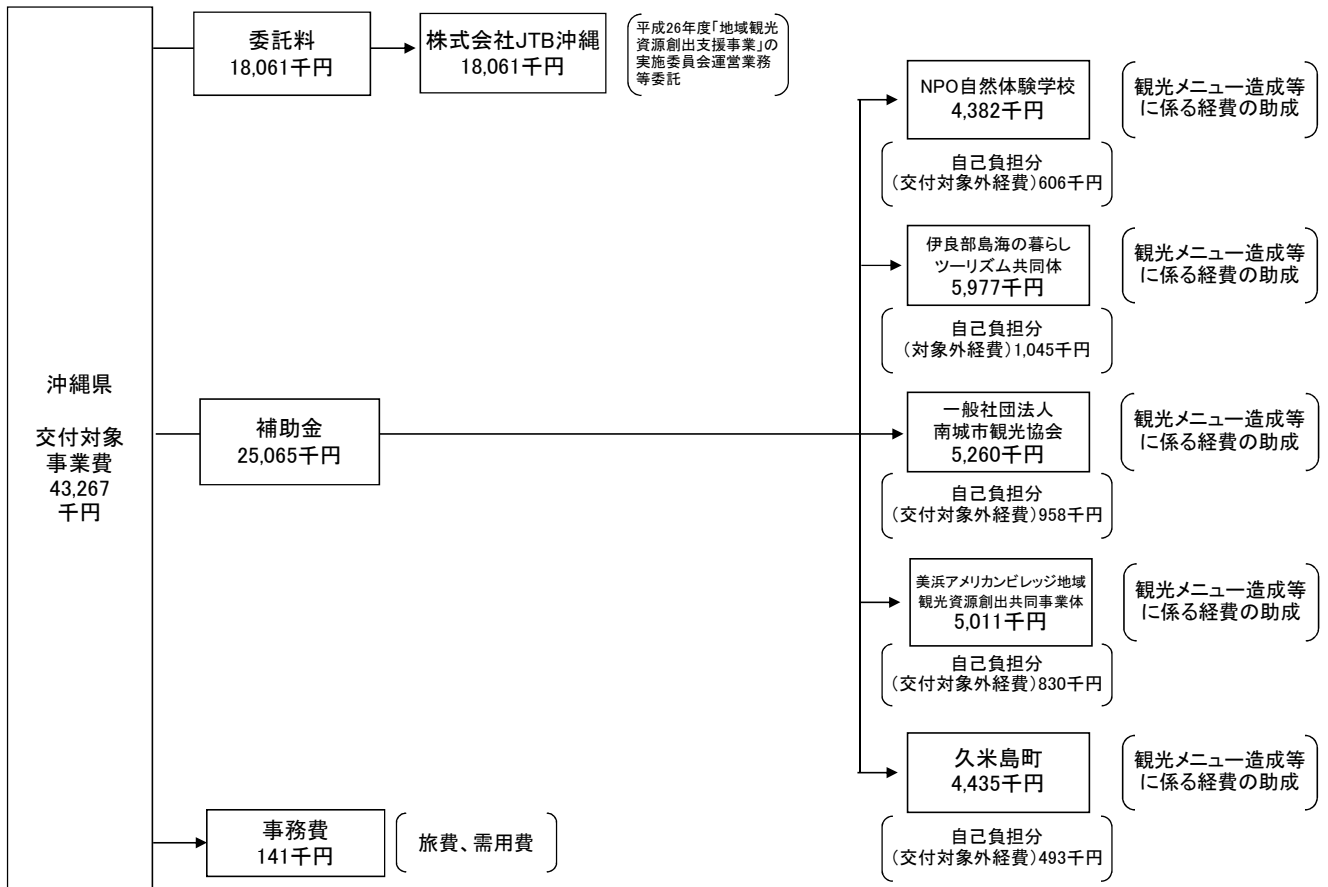 沖縄県
交付対象
事業費
43,267
千円
委託料
18,061千円
株式会社JTB沖縄
18,061千円
平成26年度「地域観光
資源創出支援事業」の
実施委員会運営業務
等委託
補助金
25,065千円
NPO自然体験学校
4,382千円
観光メニュー造成等
に係る経費の助成
自己負担分
(交付対象外経費)606千円
伊良部島海の暮らし
ツーリズム共同体
5,977千円
観光メニュー造成等
に係る経費の助成
自己負担分
(対象外経費)1,045千円
一般社団法人
南城市観光協会
5,260千円
観光メニュー造成等
に係る経費の助成
自己負担分
(交付対象外経費)958千円
美浜アメリカンビレッジ地域
観光資源創出共同事業体
5,011千円
観光メニュー造成等
に係る経費の助成
自己負担分
(交付対象外経費)830千円
久米島町
4,435千円
観光メニュー造成等
に係る経費の助成
自己負担分
(交付対象外経費)493千円
事務費
141千円
旅費、需用費